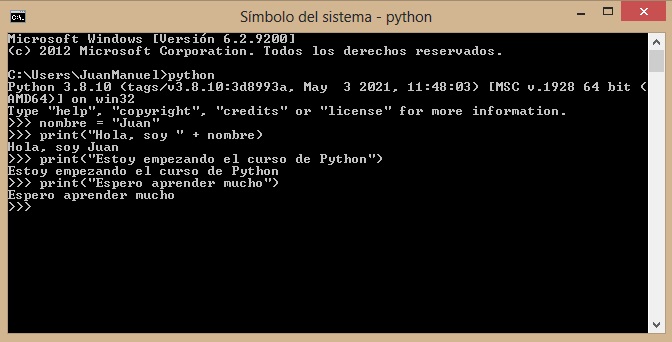 Símbolo del sistema - python
Microsoft Windows [Versión 6.2.9200]
(c) 2012 Microsoft Corporation. Todos los derechos reservados.
C:\Users\JuanManuel>python
Python 3.8.10 (tags/v3.8.10:3d8993a, May  3 2021, 11:48:03) [MSC v.1928 64 bit (
AMD64)] on win32
Type "help", "copyright", "credits" or "license" for more information.
>>> nombre = "Juan"
>>> print("Hola, soy " + nombre)
Hola, soy Juan
>>> print("Estoy empezando el curso de Python")
Estoy empezando el curso de Python
>>> print("Espero aprender mucho")
Espero aprender mucho
>>>